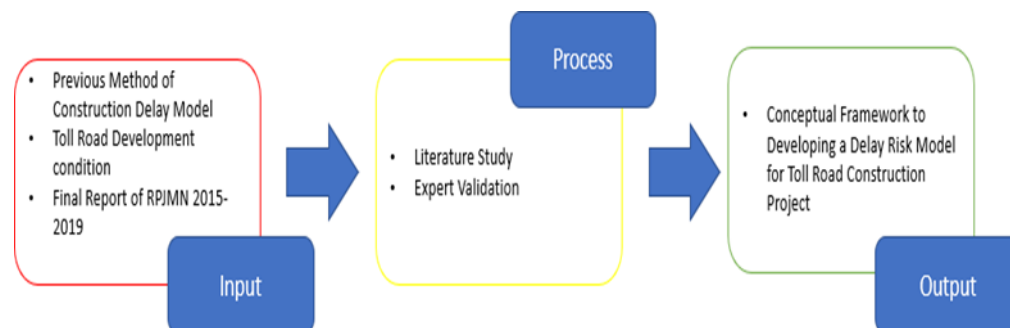 • Previous Method of
Construction Delay Model
• Toll Road Development
condition
• Final Report of RPJMN 2015-
2019
Input
Process
• Literature Study
• Expert Validation
• Conceptual Framework to
Developing a Delay Risk Model
for Toll Road Construction
Project
Output